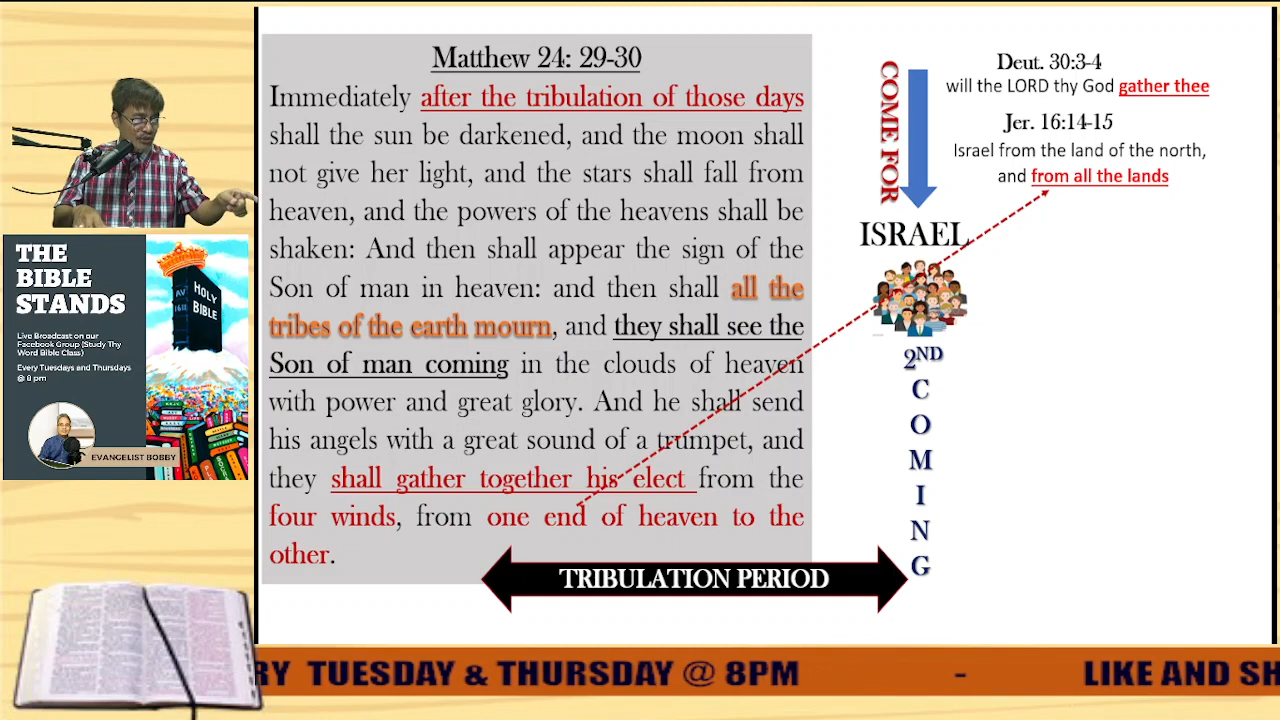 Matthew 24: 29-30
Immediately after the tribulation of those days
shall the sun be darkened, and the moon shall
not give her light, and the stars shall fall from
heaven, and the powers of the heavens shall be
shaken: And then shall appear the sign of the
Son of man in heaven: and then shall all the
tribes of the earth mourn, and they shall see the
Son of man coming in the clouds of heaven
with power and great glory. And he shall send
his angels with a great sound of a trumpet, and
they shall gather together his elect from the
four winds, from one end of heaven to the
other.
TRIBULATION PERIOD
COME FOR
ISRAEL
2ND
COMING
Deut. 30:3-4
will the LORD thy God gather thee
Jer. 16:14-15
Israel from the land of the north,
and from all the lands
THE
BIBLE
STANDS
Live Broadcast on our
Facebook Group (Study Thy
Word Bible Class)
Every Tuesdays and Thursdays
@ 8 pm
EVANGELIST BOBBY
HOLY
BIBLE
AV
1611
RY TUESDAY & THURSDAY @ 8PM - LIKE AND SH